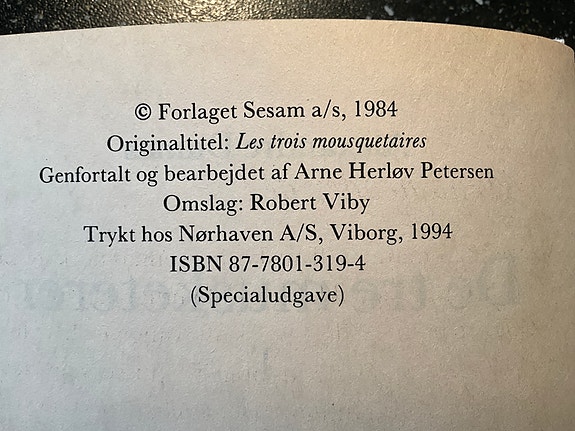 © Forlaget Sesam a/s, 1984
Originaltitel: Les trois mousquetaires
Genfortalt og bearbejdet af Arne Herløv Petersen
Omslag: Robert Viby
Trykt hos Nørhaven A/S, Viborg, 1994
ISBN 87-7801-319-4
(Specialudgave)